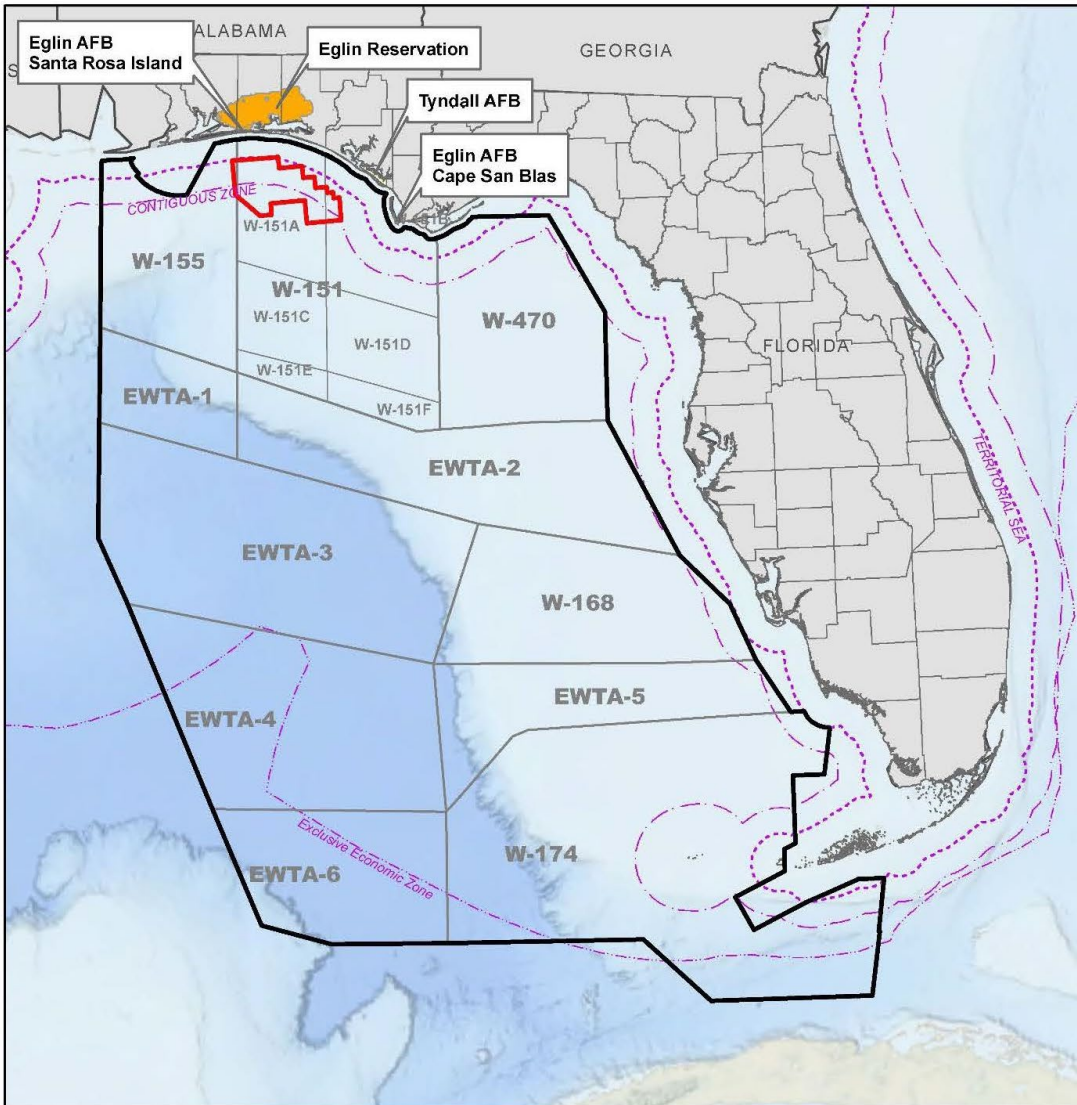 ALABAMA
Eglin AFB
Santa Rosa Island
Eglin Reservation
GEORGIA
S
Tyndall AFB
Eglin AFB
Cape San Blas
CONTIGUOUS ZONE
W-151A
W-155
W-151
W-151C
W-470
W-151D
FLORIDA
W-151E
EWTA-1
W-151F
EWTA-2
TERRITORIAL SEA
EWTA-3
W-168
EWTA-5
EWTA-4
W-174
Exclusive Economic Zone
EWTA-6